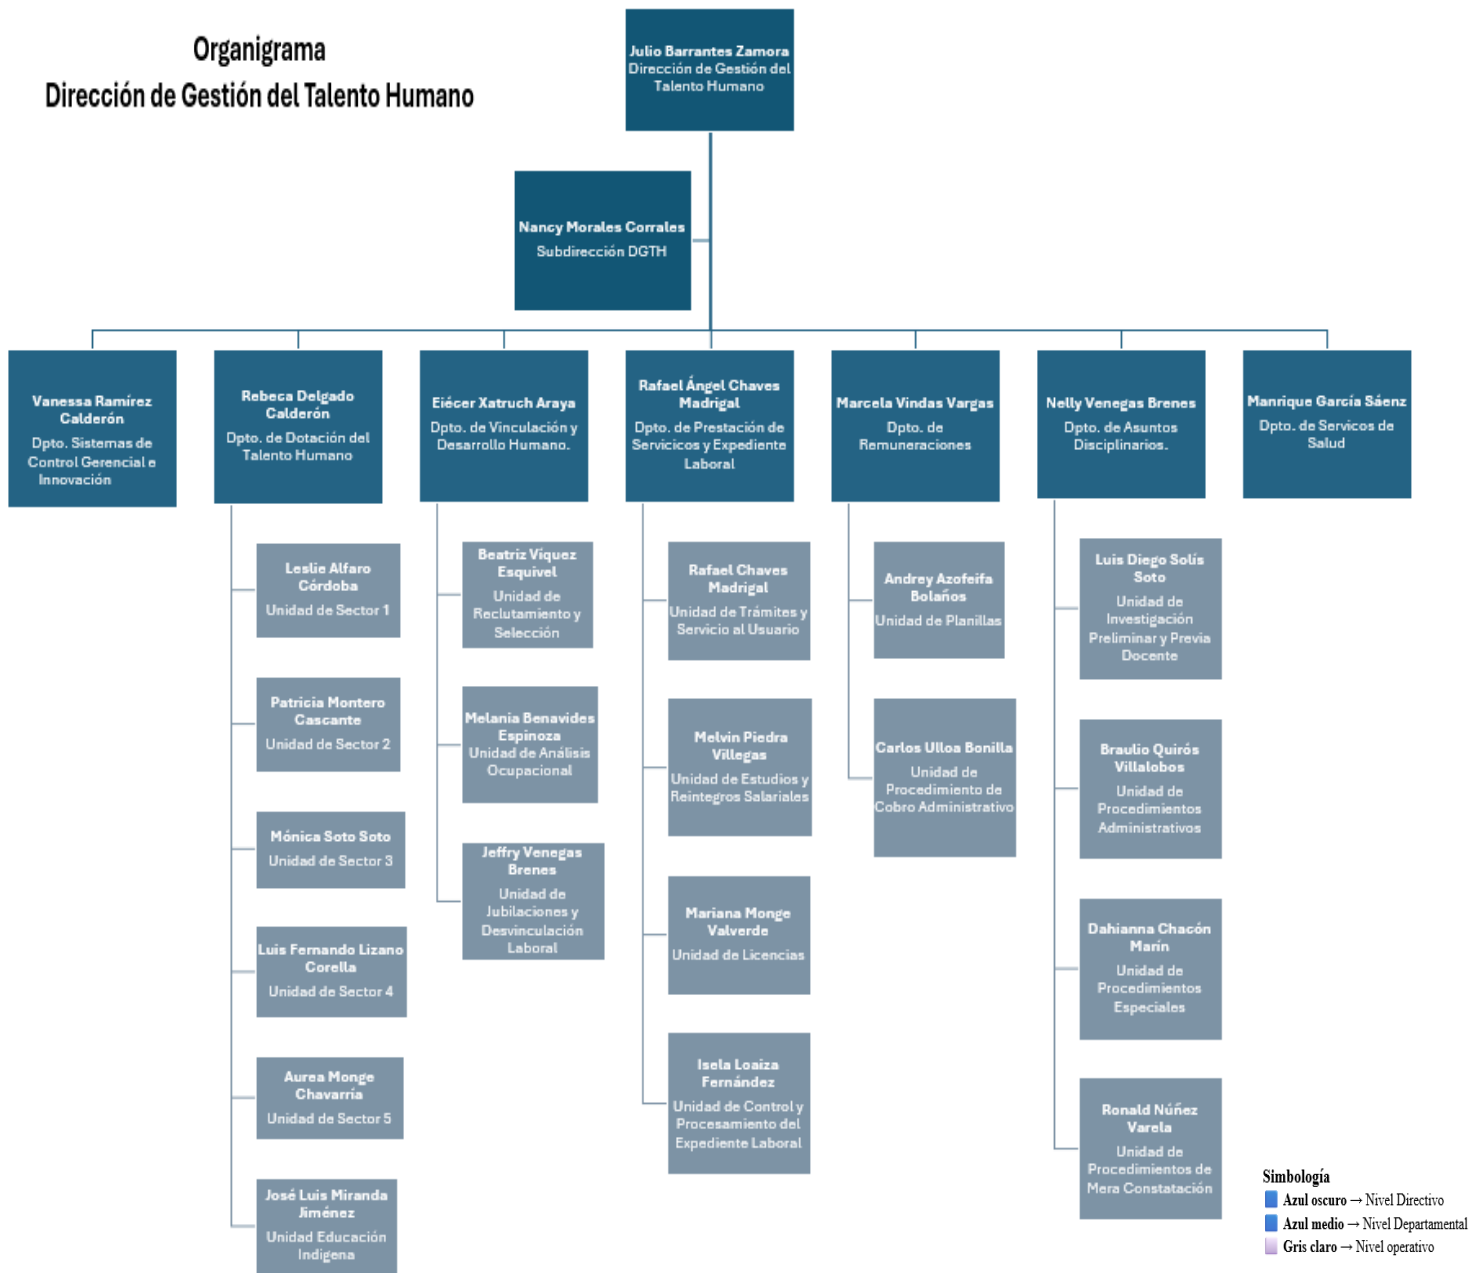 Organigrama
Dirección de Gestión del Talento Humano
Julio Barrantes Zamora
Dirección de Gestión del
Talento Humano
Nancy Morales Corrales
Subdirección DGTH
Vanessa Ramírez
Calderón
Dpto. Sistemas de
Control Gerencial e
Innovación
Rebeca Delgado
Calderón
Dpto. de Dotación del
Talento Humano
Eiécer Xatruch Araya
Dpto. de Vinculación y
Desarrollo Humano.
Rafael Ángel Chaves
Madrigal
Dpto. de Prestación de
Servicicos y Expediente
Laboral
Marcela Vindas Vargas
Dpto. de
Remuneraciones
Nelly Venegas Brenes
Dpto. de Asuntos
Disciplinarios.
Manrique García Sáenz
Dpto. de Servicos de
Salud
Leslie Alfaro
Córdoba
Unidad de Sector 1
Patricia Montero
Cascante
Unidad de Sector 2
Mónica Soto Soto
Unidad de Sector 3
Luis Fernando Lizano
Corella
Unidad de Sector 4
Aurea Monge
Chavarría
Unidad de Sector 5
José Luis Miranda
Jiménez
Unidad Educación
Indigena
Beatriz Víquez
Esquivel
Unidad de
Reclutamiento y
Selección
Melania Benavides
Espinoza
Unidad de Análisis
Ocupacional
Jeffry Venegas
Brenes
Unidad de
Jubilaciones y
Desvinculación
Laboral
Rafael Chaves
Madrigal
Unidad de Trámites y
Servicio al Usuario
Melvin Piedra
Villegas
Unidad de Estudios y
Reintegros Salariales
Mariana Monge
Valverde
Unidad de Licencias
Isela Loaiza
Fernández
Unidad de Control y
Procesamiento del
Expediente Laboral
Andrey Azofeifa
Bolaños
Unidad de Planillas
Carlos Ulloa Bonilla
Unidad de
Procedimiento de
Cobro Administrativo
Luis Diego Solís
Soto
Unidad de
Investigación
Preliminar y Previa
Docente
Braulio Quirós
Villalobos
Unidad de
Procedimientos
Administrativos
Dahianna Chacón
Marín
Unidad de
Procedimientos
Especiales
Ronald Núñez
Varela
Unidad de
Procedimientos de
Mera Constatación
Simbología
Azul oscuro → Nivel Directivo
Azul medio → Nivel Departamental
Gris claro → Nivel operativo